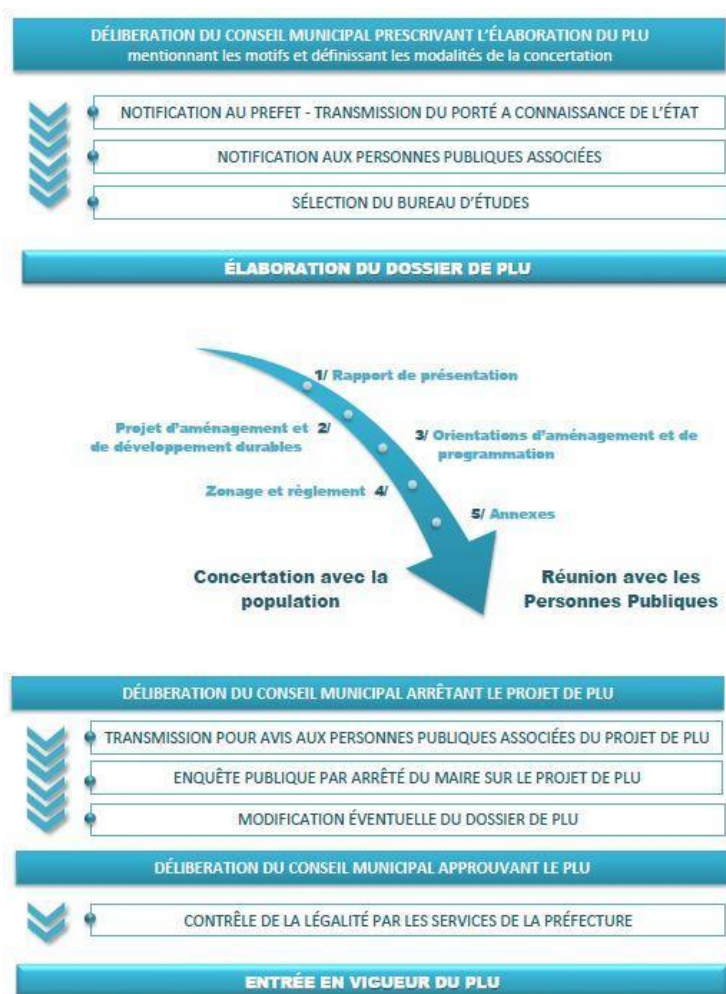 DÉLIBERATION DU CONSEIL MUNICIPAL PRESCRIVANT L'ÉLABORATION DU PLU
mentionnant les motifs et définissant les modalités de la concertation
NOTIFICATION AU PREFET - TRANSMISSION DU PORTÉ A CONNAISSANCE DE L'ÉTAT
NOTIFICATION AUX PERSONNES PUBLIQUES ASSOCIÉES
SÉLECTION DU BUREAU D'ÉTUDES
ÉLABORATION DU DOSSIER DE PLU
1/ Rapport de présentation
Projet d'aménagement et 2/
de développement durables
3/ Orientations d'aménagement et de
programmation
Zonage et règlement 4/
5/ Annexes
Concertation avec la
population
Réunion avec les
Personnes Publiques
DÉLIBERATION DU CONSEIL MUNICIPAL ARRÊTANT LE PROJET DE PLU
TRANSMISSION POUR AVIS AUX PERSONNES PUBLIQUES ASSOCIÉES DU PROJET DE PLU
ENQUÊTE PUBLIQUE PAR ARRÊTÉ DU MAIRE SUR LE PROJET DE PLU
MODIFICATION ÉVENTUELLE DU DOSSIER DE PLU
DÉLIBERATION DU CONSEIL MUNICIPAL APPROUVANT LE PLU
CONTRÊLE DE LA LÉGALITÉ PAR LES SERVICES DE LA PRÉFECTURE
ENTRÉE EN VIGUEUR DU PLU